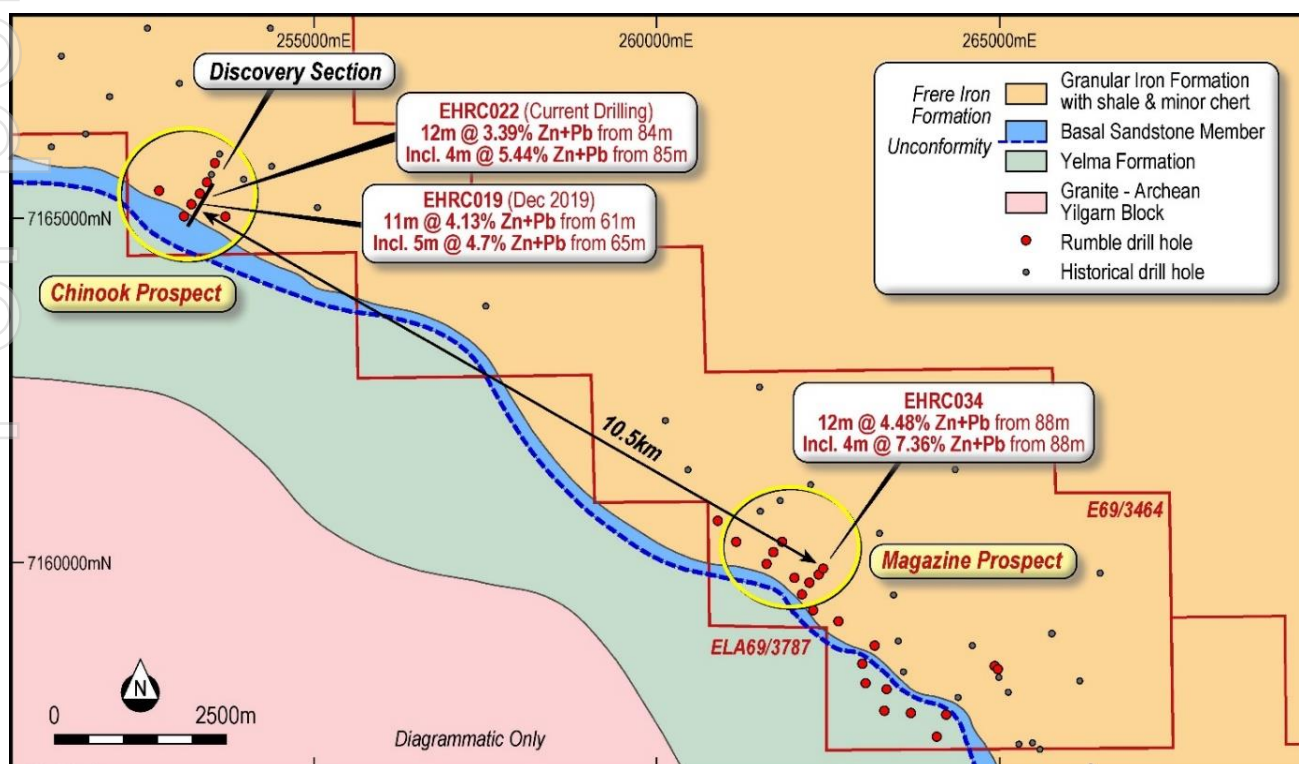 255000mE
260000mE
265000mE
Discovery Section
EHRC022 (Current Drilling)
12m @ 3.39% Zn+Pb from 84m
Incl. 4m @ 5.44% Zn+Pb from 85m
EHRC019 (Dec 2019)
11m @ 4.13% Zn+Pb from 61m
Incl. 5m @ 4.7% Zn+Pb from 65m
Frere Iron
Formation
Unconformity
Granular Iron Formation
with shale & minor chert
Basal Sandstone Member
Yelma Formation
Granite - Archean
Yilgarn Block
Rumble drill hole
Historical drill hole
7165000mN
Chinook Prospect
10.5km
EHRC034
12m @ 4.48% Zn+Pb from 88m
Incl. 4m @ 7.36% Zn+Pb from 88m
E69/3464
Magazine Prospect
7160000mN
ELA69/3787
N
0
2500m
Diagrammatic Only